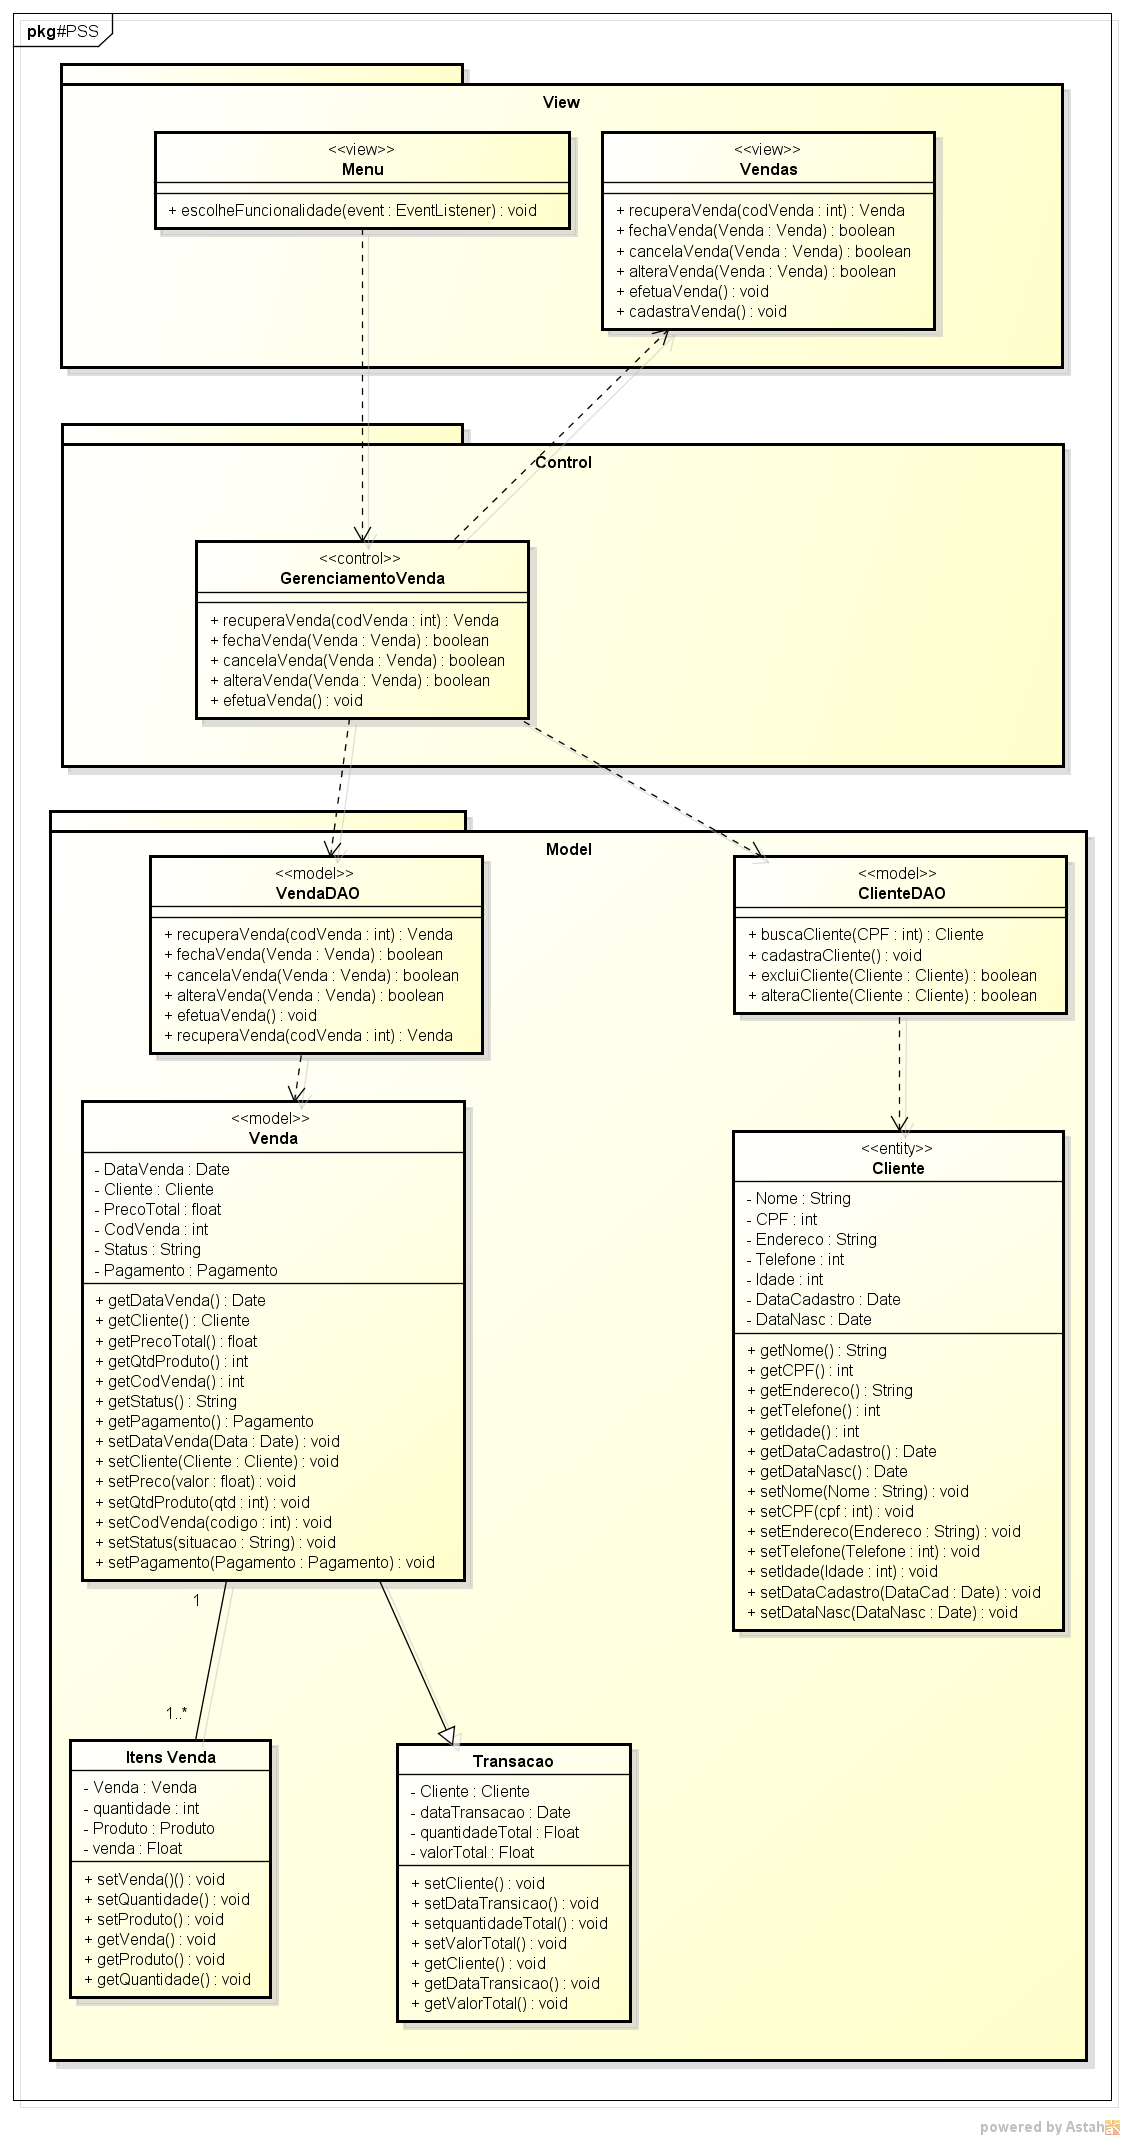 pkg#PSS
View
<<view>>
Menu
+ escolheFuncionalidade(event : EventListener) : void
<<view>>
Vendas
+ recuperaVenda(codVenda : int) : Venda
+ fechaVenda(Venda : Venda) : boolean
+ cancelaVenda(Venda : Venda) : boolean
+ alteraVenda(Venda : Venda) : boolean
+ efetuaVenda() : void
+ cadastraVenda() : void
Control
<<control>>
GerenciamentoVenda
+ recuperaVenda(codVenda : int) : Venda
+ fechaVenda(Venda : Venda) : boolean
+ cancelaVenda(Venda : Venda) : boolean
+ alteraVenda(Venda : Venda) : boolean
+ efetuaVenda() : void
Model
<<model>>
VendaDAO
+ recuperaVenda(codVenda : int) : Venda
+ fechaVenda(Venda : Venda) : boolean
+ cancelaVenda(Venda : Venda) : boolean
+ alteraVenda(Venda : Venda) : boolean
+ efetuaVenda() : void
+ recuperaVenda(codVenda : int) : Venda
<<model>>
ClienteDAO
+ buscaCliente(CPF : int) : Cliente
+ cadastraCliente() : void
+ excluiCliente(Cliente : Cliente) : boolean
+ alteraCliente(Cliente : Cliente) : boolean
<<model>>
Venda
- DataVenda : Date
- Cliente : Cliente
- PrecoTotal : float
- CodVenda : int
- Status : String
- Pagamento : Pagamento
+ getDataVenda() : Date
+ getCliente() : Cliente
+ getPrecoTotal() : float
+ getQtdProduto() : int
+ getCodVenda() : int
+ getStatus() : String
+ getPagamento() : Pagamento
+ setDataVenda(Data : Date) : void
+ setCliente(Cliente : Cliente) : void
+ setPreco(valor : float) : void
+ setQtdProduto(qtd : int) : void
+ setCodVenda(codigo : int) : void
+ setStatus(situacao : String) : void
+ setPagamento(Pagamento : Pagamento) : void
<<entity>>
Cliente
- Nome : String
- CPF : int
- Endereco : String
- Telefone : int
- Idade : int
- DataCadastro : Date
- DataNasc : Date
+ getNome() : String
+ getCPF() : int
+ getEndereco() : String
+ getTelefone() : int
+ getIdade() : int
+ getDataCadastro() : Date
+ getDataNasc() : Date
+ setNome(Nome : String) : void
+ setCPF(cpf : int) : void
+ setEndereco(Endereco : String) : void
+ setTelefone(Telefone : int) : void
+ setIdade(Idade : int) : void
+ setDataCadastro(DataCad : Date) : void
+ setDataNasc(DataNasc : Date) : void
1
1..*
Itens Venda
- Venda : Venda
- quantidade : int
- Produto : Produto
- venda : Float
+ setVenda()() : void
+ setQuantidade() : void
+ setProduto() : void
+ getVenda() : void
+ getProduto() : void
+ getQuantidade() : void
Transacao
- Cliente : Cliente
- dataTransacao : Date
- quantidadeTotal : Float
- valorTotal : Float
+ setCliente() : void
+ setDataTransicao() : void
+ setquantidadeTotal() : void
+ setValorTotal() : void
+ getCliente() : void
+ getDataTransicao() : void
+ getValorTotal() : void
powered by Astah